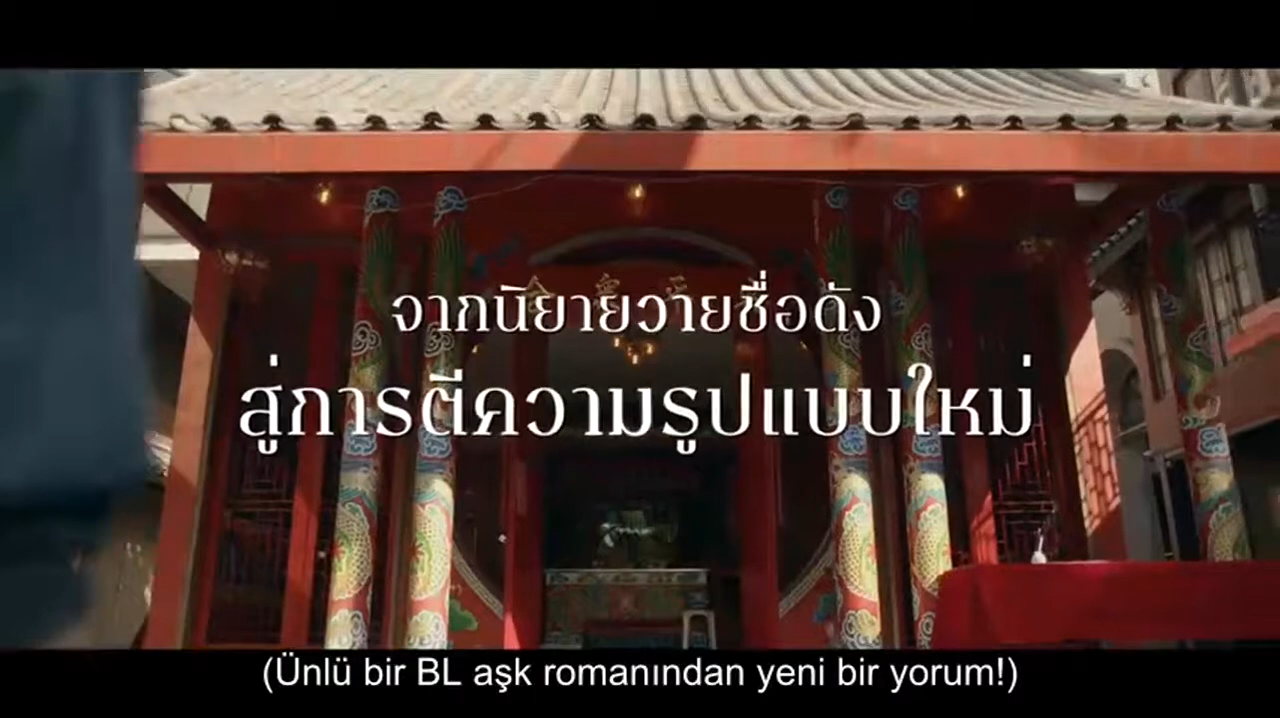 จากนิยายวายชื่อดัง
สู่การตีความรูปแบบใหม่
(Ünlü bir BL aşk romanından yeni bir yorum!)